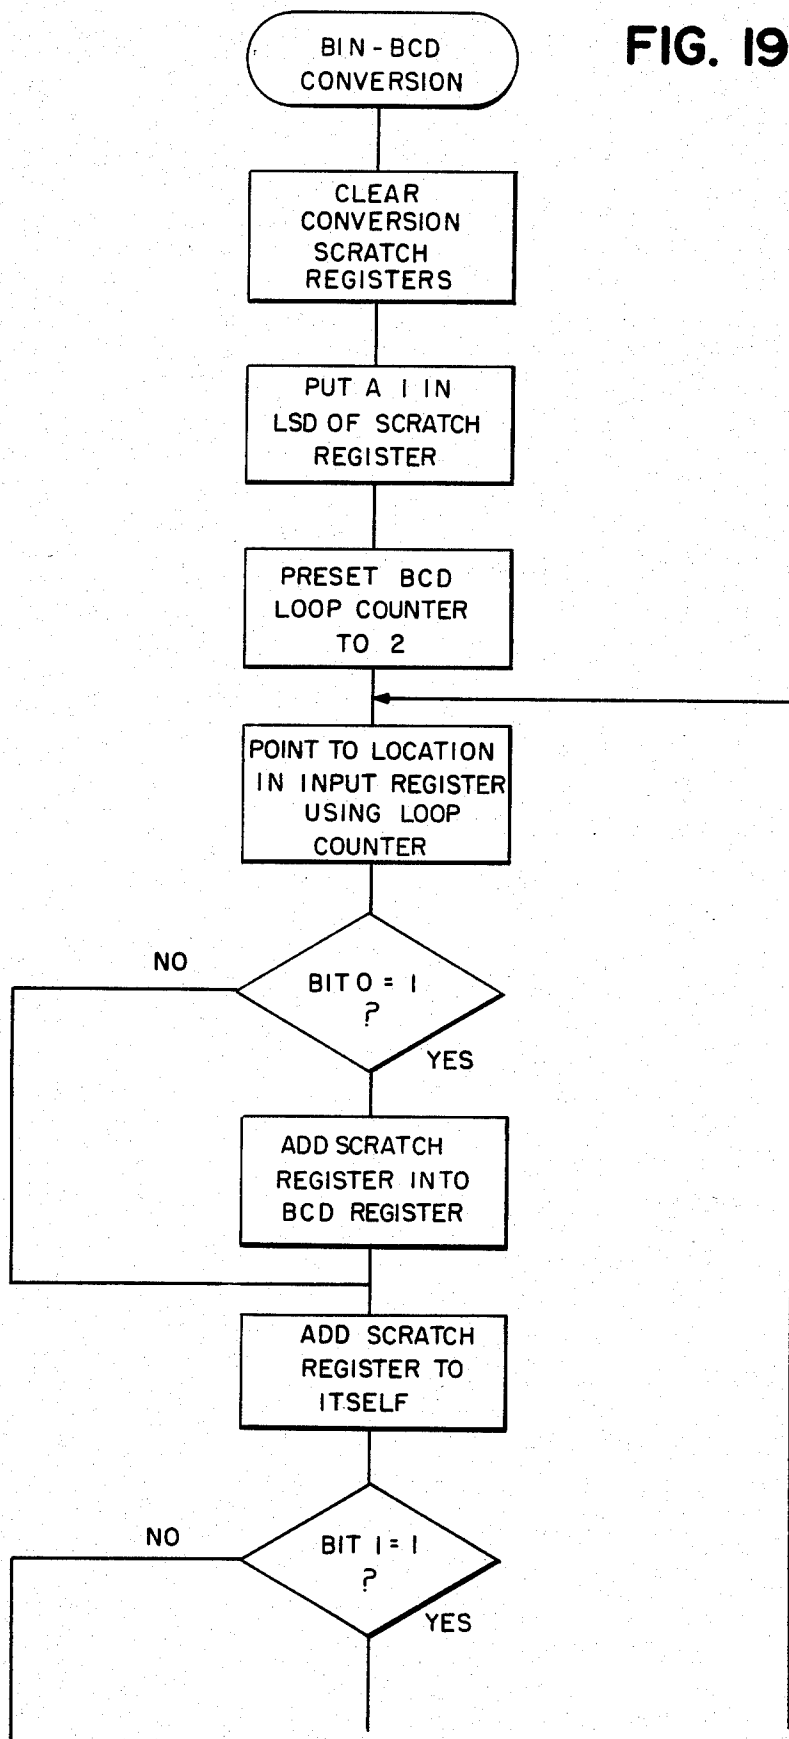 BIN-BCD
CONVERSION
FIG. 19
CLEAR
CONVERSION
SCRATCH
REGISTERS
PUT A 1 IN
LSD OF SCRATCH
REGISTER
PRESET BCD
LOOP COUNTER
TO 2
POINT TO LOCATION
IN INPUT REGISTER
USING LOOP
COUNTER
NO
BIT 0 = 1
?
YES
ADD SCRATCH
REGISTER INTO
BCD REGISTER
ADD SCRATCH
REGISTER TO
ITSELF
NO
BIT 1 = 1
?
YES